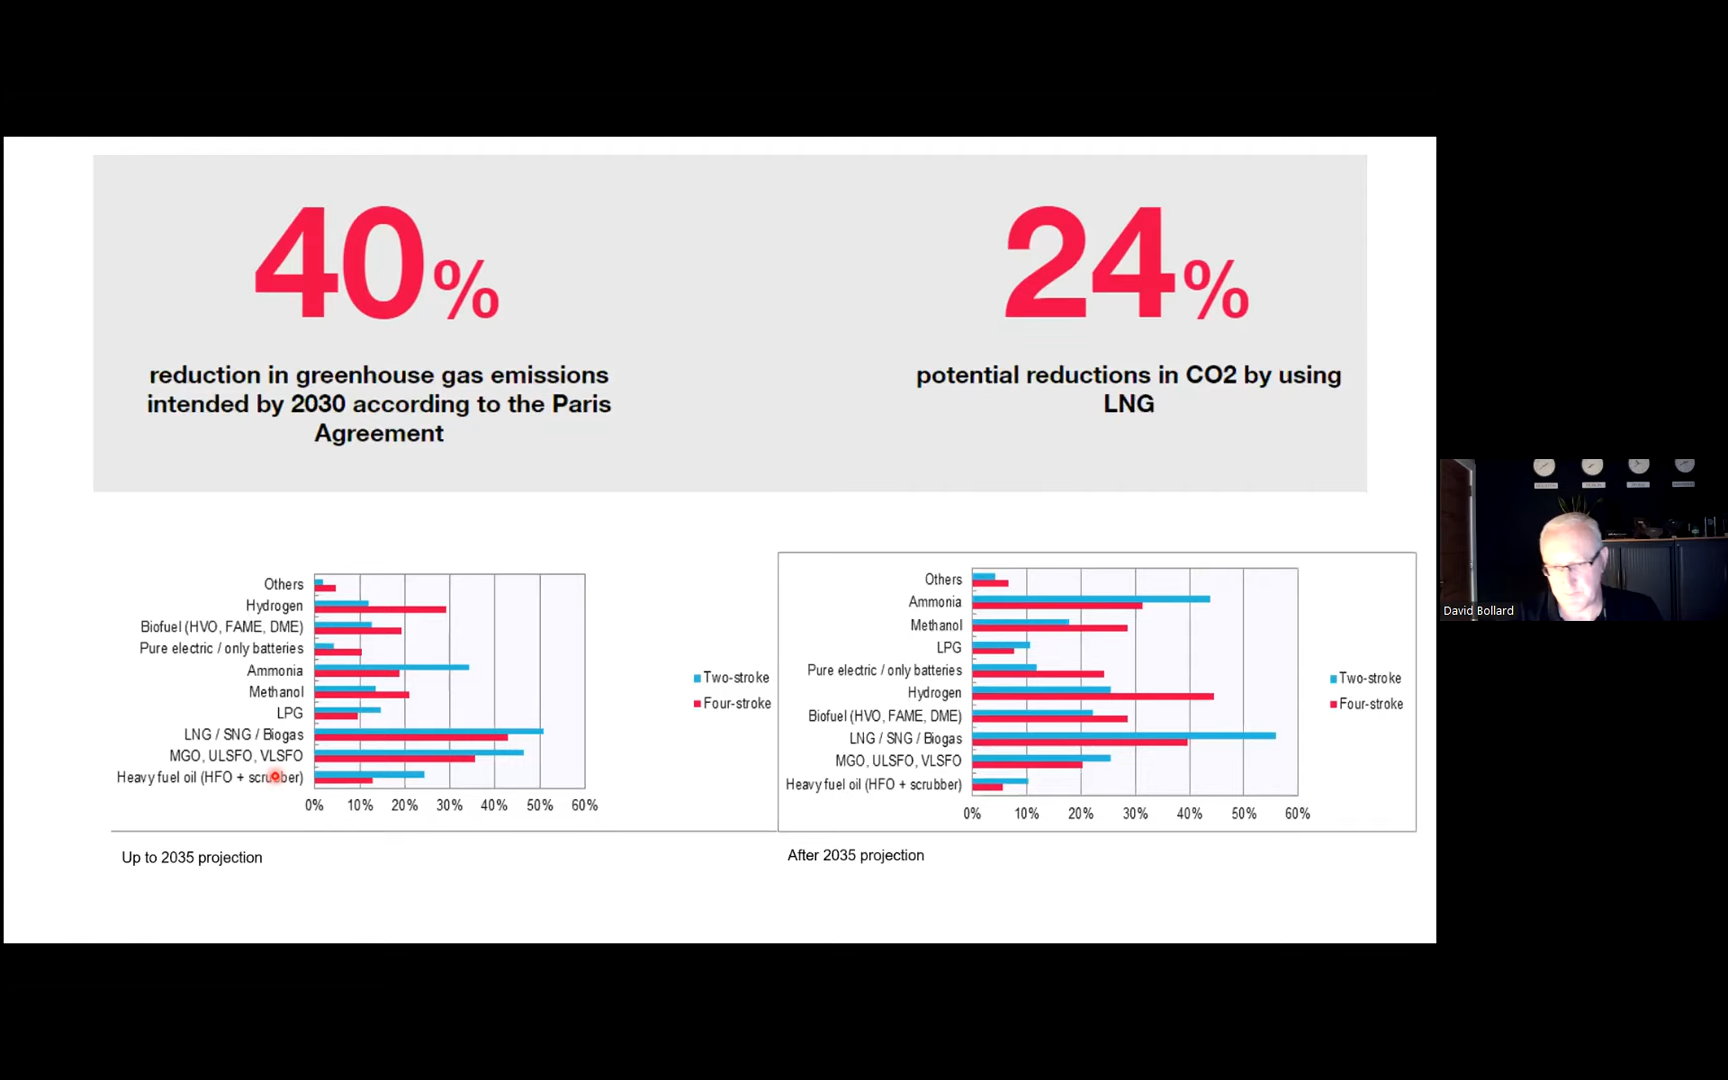 40%
reduction in greenhouse gas emissions
intended by 2030 according to the Paris
Agreement
24%
potential reductions in CO2 by using
LNG
Others
Hydrogen
Biofuel (HVO, FAME, DME)
Pure electric / only batteries
Ammonia
Methanol
LPG
LNG / SNG / Biogas
MGO, ULSFO, VLSFO
Heavy fuel oil (HFO + scrubber)
0% 10% 20% 30% 40% 50% 60%
Two-stroke
Four-stroke
Up to 2035 projection
Others
Ammonia
Methanol
LPG
Pure electric / only batteries
Hydrogen
Biofuel (HVO, FAME, DME)
LNG / SNG / Biogas
MGO, ULSFO, VLSFO
Heavy fuel oil (HFO + scrubber)
0% 10% 20% 30% 40% 50% 60%
Two-stroke
Four-stroke
After 2035 projection
David Bollard